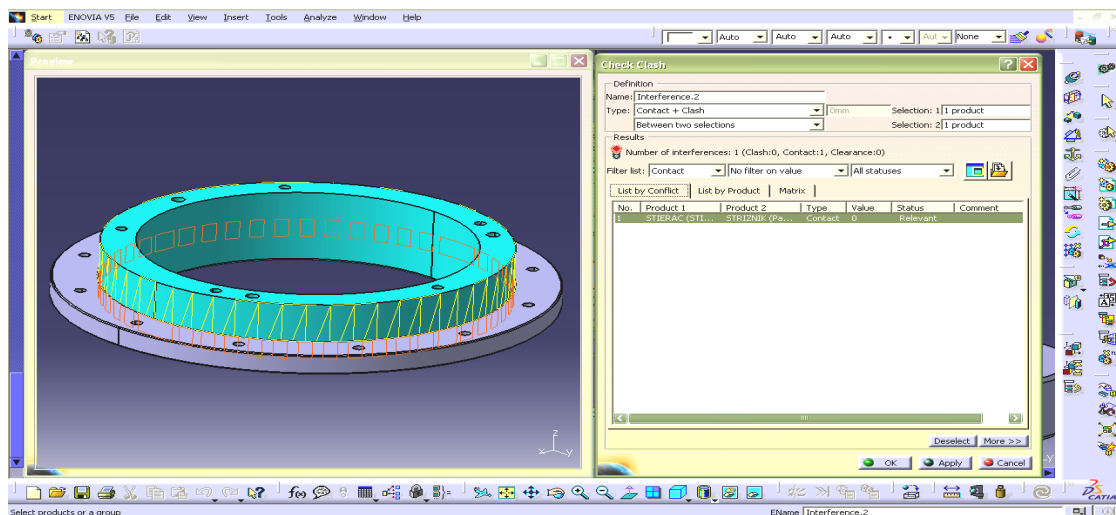 Start ENOVIA V5 File Edit View Insert Tools Analyze Window Help
Auto Auto Auto Aut None
Preview
Check Clash
Definition
Name: Interference.2
Type: Contact + Clash 0mm Selection: 1 1 product
Between two selections Selection: 2 1 product
Results
Number of interferences: 1 (Clash:0, Contact:1, Clearance:0)
Filter list: Contact No filter on value All statuses
List by Conflict List by Product Matrix
No. Product 1 Product 2 Type Value Status Comment
1 STIERAC (STI... STRIZNIK (Pa... Contact 0 Relevant
Deselect More >>
OK Apply Cancel
z
x y
f(x)
CATIA
Select products or a group EName Interference.2